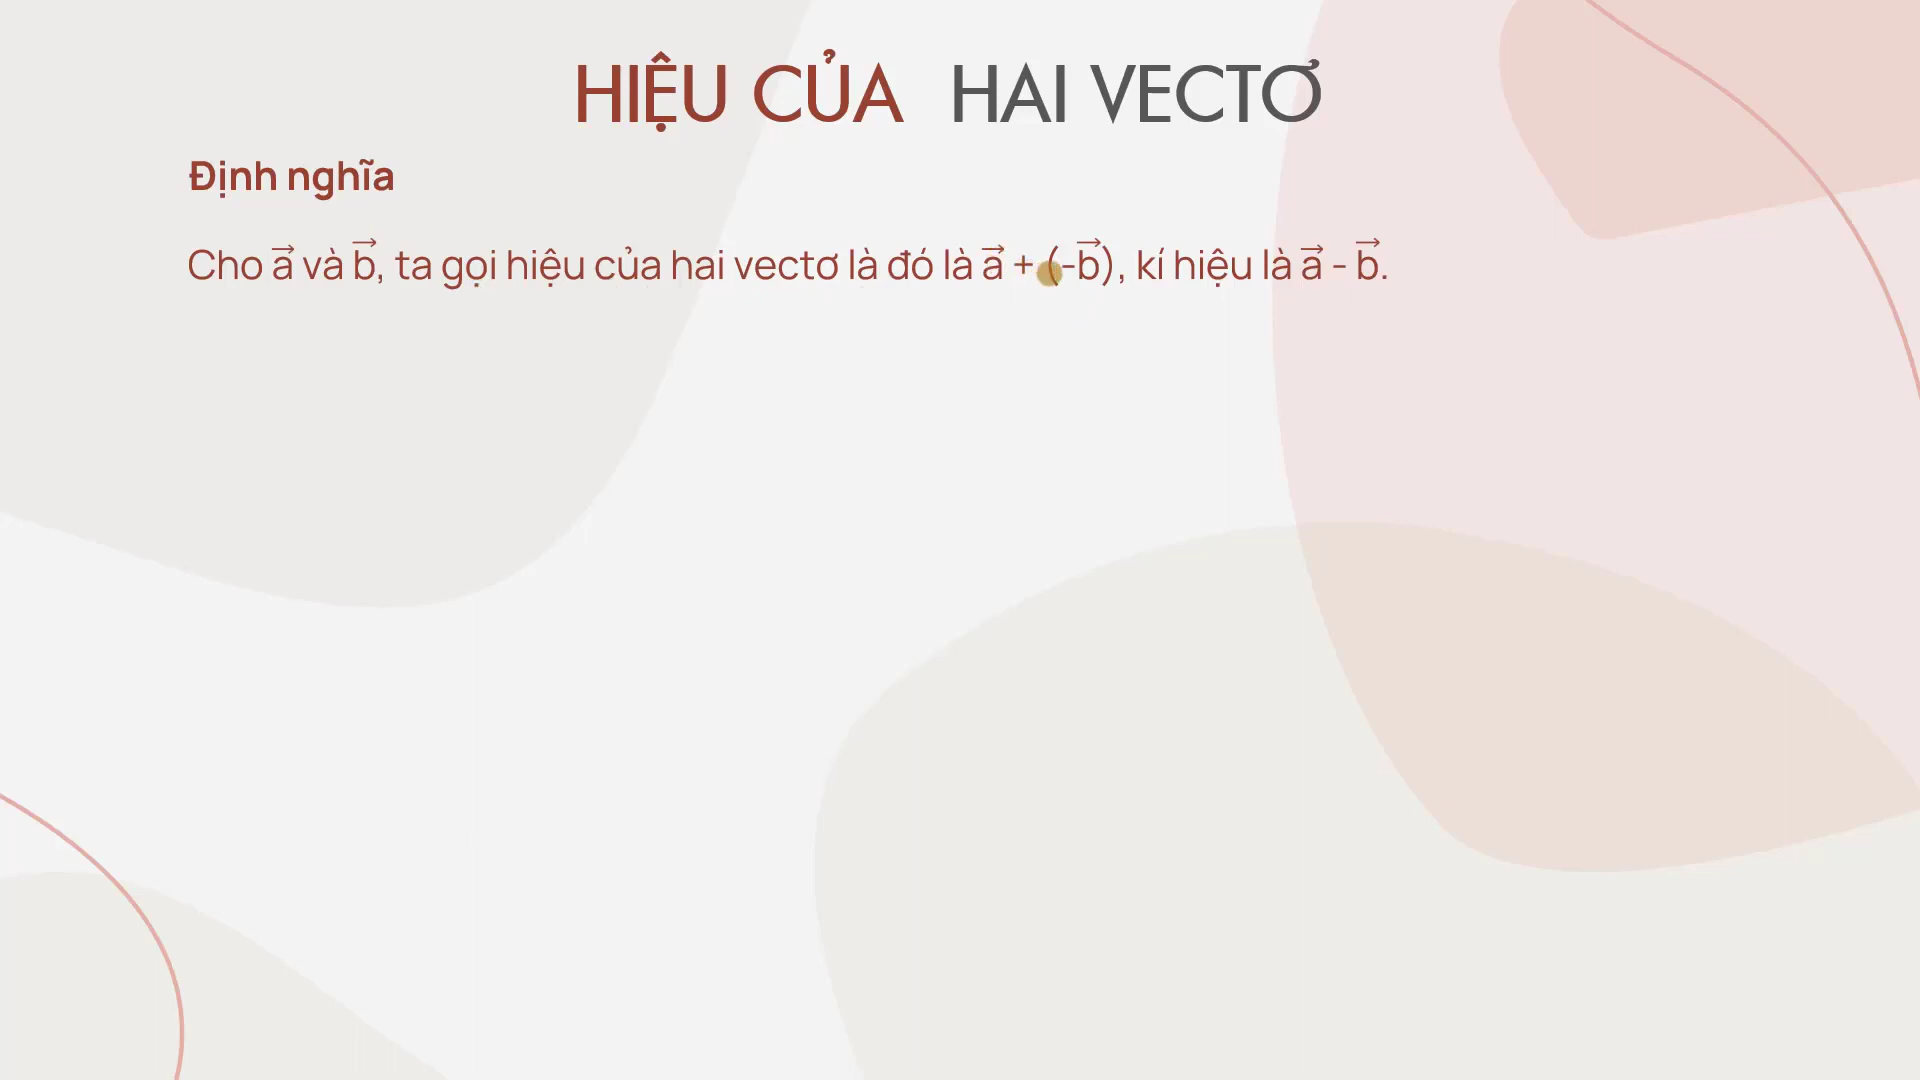 HIỆU CỦA HAI VECTƠ
Định nghĩa
Cho a⃗ và b⃗, ta gọi hiệu của hai vectơ là đó là a⃗ + (-b⃗), kí hiệu là a⃗ - b⃗.